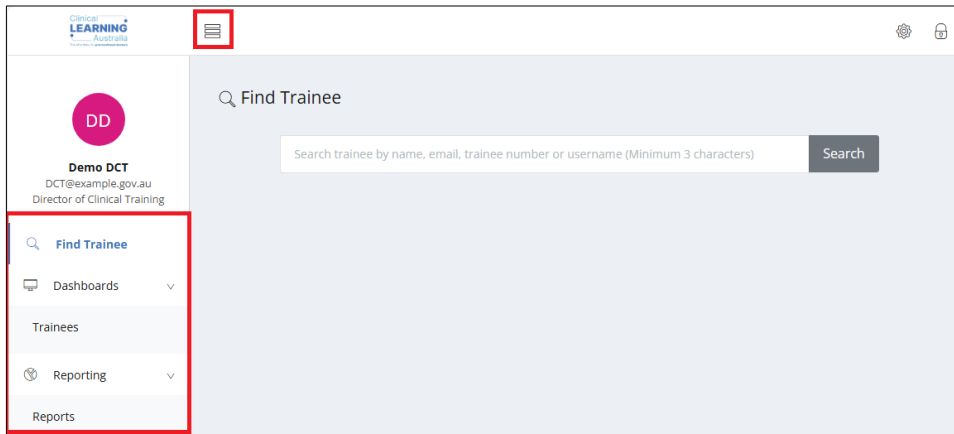 Clinical
LEARNING
Australia
Find Trainee
Search trainee by name, email, trainee number or username (Minimum 3 characters)
Search
DD
Demo DCT
DCT@example.gov.au
Director of Clinical Training
Find Trainee
Dashboards
Trainees
Reporting
Reports